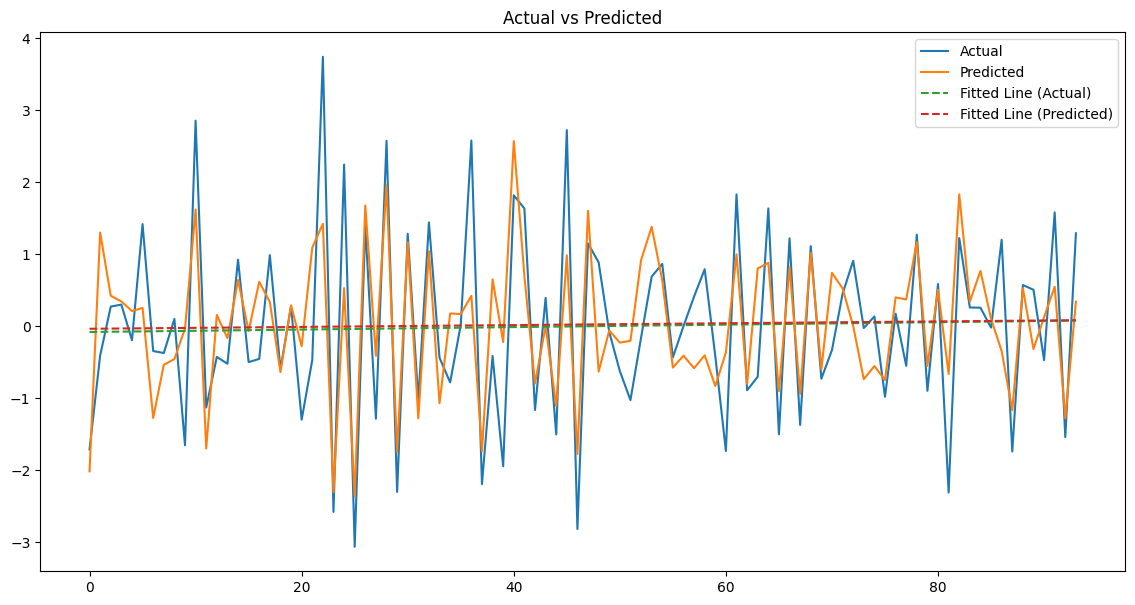 Actual vs Predicted
Actual
Predicted
Fitted Line (Actual)
Fitted Line (Predicted)
4
3
2
1
0
−1
−2
−3
0
20
40
60
80